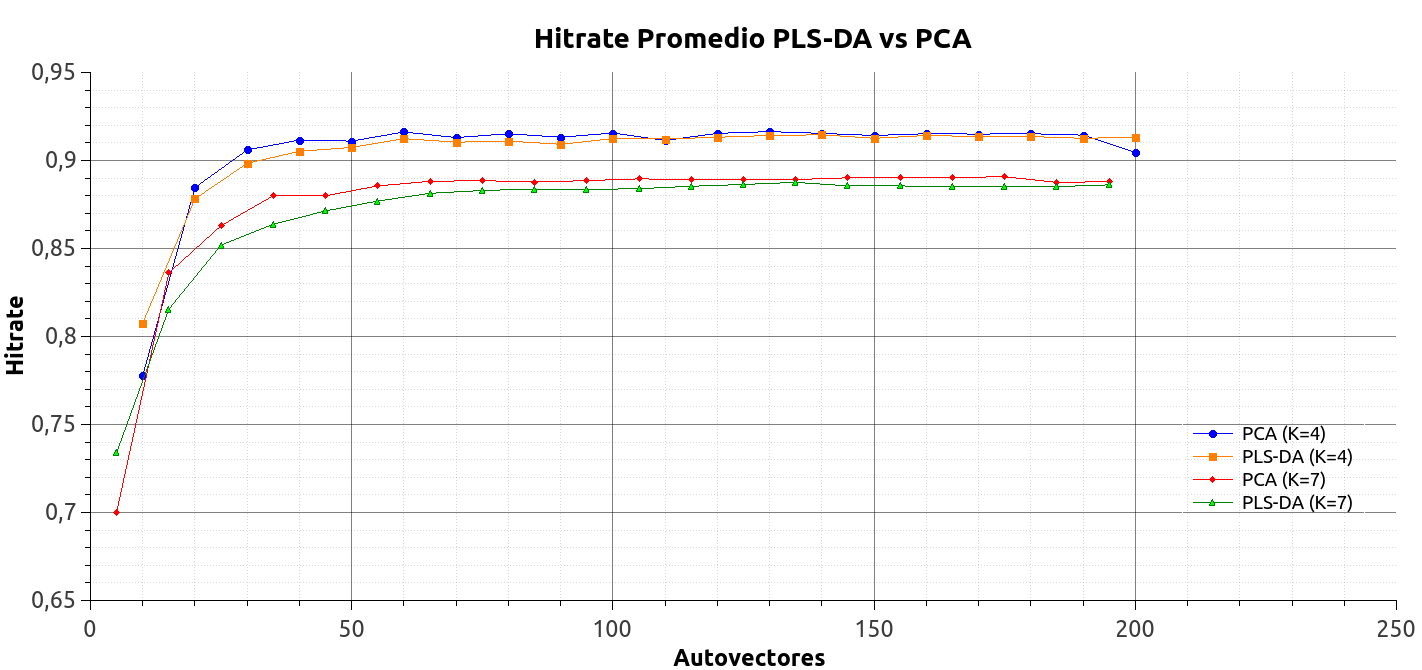 Hitrate Promedio PLS-DA vs PCA
0,95
0,9
0,85
0,8
0,75
0,7
0,65
Hitrate
PCA (K=4)
PLS-DA (K=4)
PCA (K=7)
PLS-DA (K=7)
0 50 100 150 200 250
Autovectores